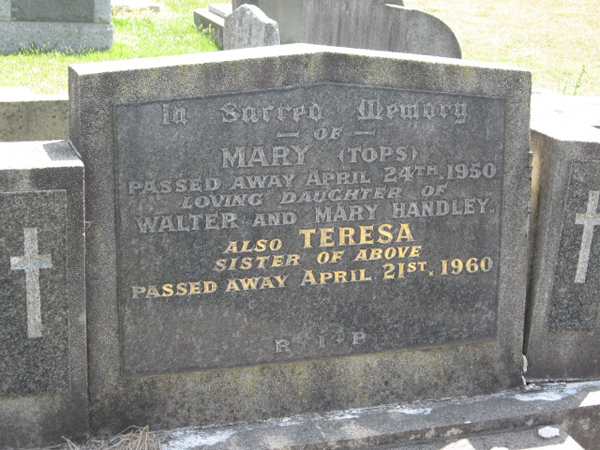 In Sacred Memory
— OF —
MARY (TOPS)
PASSED AWAY APRIL 24TH. 1950
LOVING DAUGHTER OF
WALTER AND MARY HANDLEY.
ALSO TERESA
SISTER OF ABOVE
PASSED AWAY APRIL 21ST. 1960
R · I · P